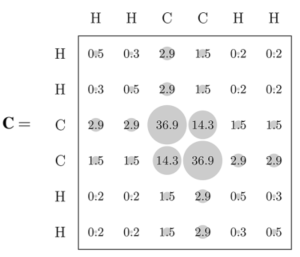 H H C C H H
H 0.5 0.3 2.9 1.5 0.2 0.2
H 0.3 0.5 2.9 1.5 0.2 0.2
C = C 2.9 2.9 36.9 14.3 1.5 1.5
C 1.5 1.5 14.3 36.9 2.9 2.9
H 0.2 0.2 1.5 2.9 0.5 0.3
H 0.2 0.2 1.5 2.9 0.3 0.5